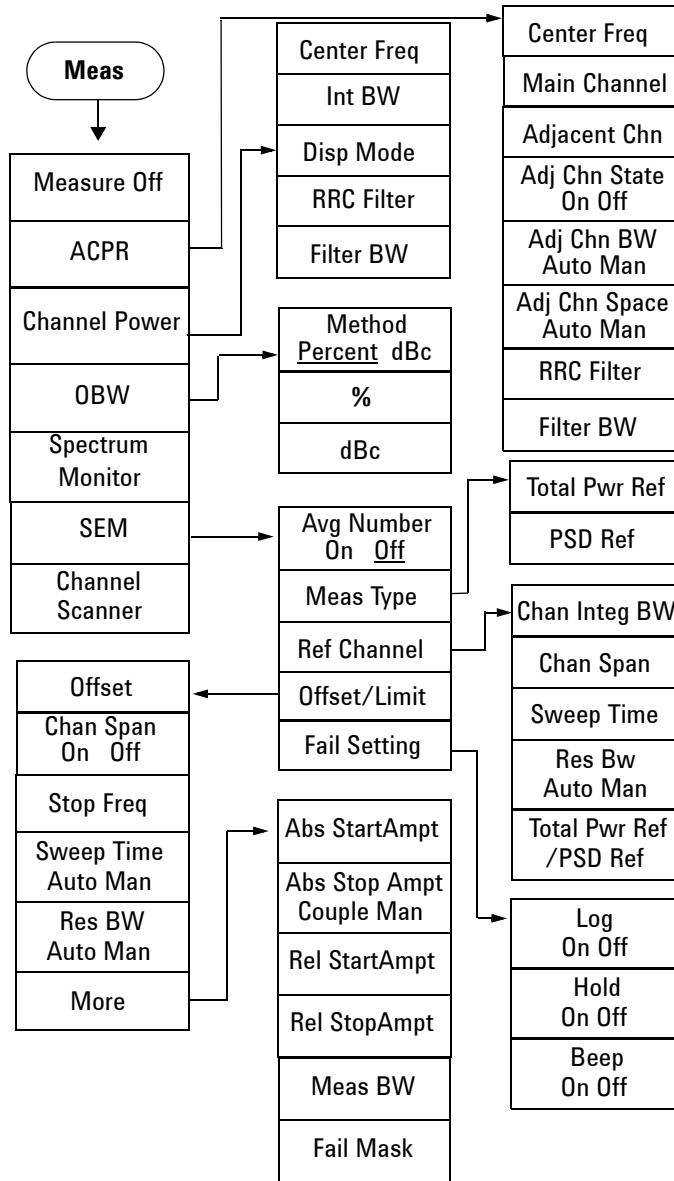 Meas
Measure Off
ACPR
Channel Power
OBW
Spectrum
Monitor
SEM
Channel
Scanner
Center Freq
Int BW
Disp Mode
RRC Filter
Filter BW
Center Freq
Main Channel
Adjacent Chn
Adj Chn State
On Off
Adj Chn BW
Auto Man
Adj Chn Space
Auto Man
RRC Filter
Filter BW
Method
Percent dBc
%
dBc
Avg Number
On Off
Meas Type
Ref Channel
Offset/Limit
Fail Setting
Total Pwr Ref
PSD Ref
Chan Integ BW
Chan Span
Sweep Time
Res Bw
Auto Man
Total Pwr Ref
/PSD Ref
Offset
Chan Span
On Off
Stop Freq
Sweep Time
Auto Man
Res BW
Auto Man
More
Abs StartAmpt
Abs Stop Ampt
Couple Man
Rel StartAmpt
Rel StopAmpt
Meas BW
Fail Mask
Log
On Off
Hold
On Off
Beep
On Off